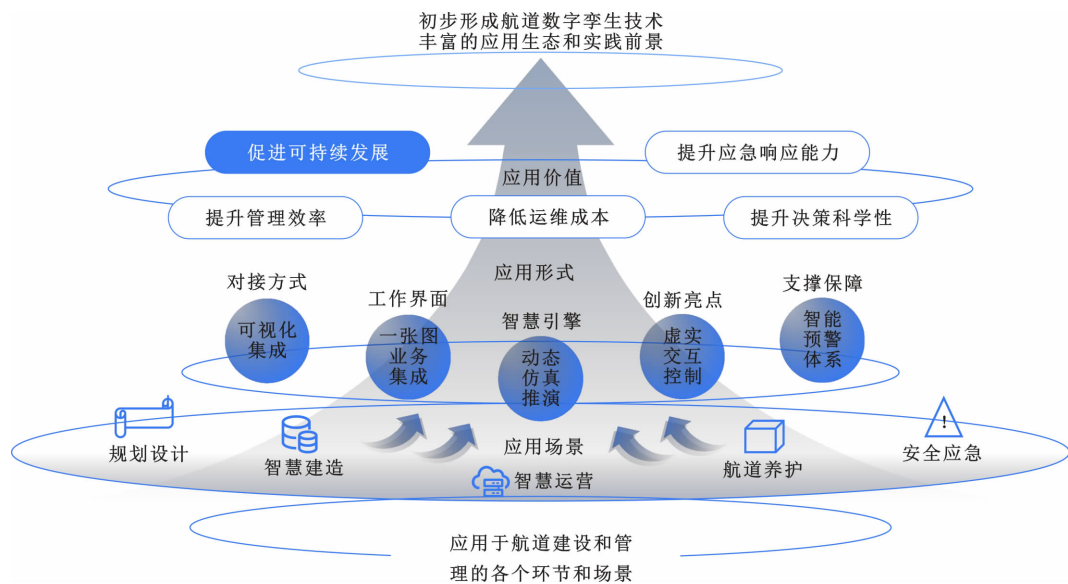 初步形成航道数字孪生技术
丰富的应用生态和实践前景
促进可持续发展
提升应急响应能力
应用价值
提升管理效率
降低运维成本
提升决策科学性
应用形式
对接方式
工作界面
智慧引擎
创新亮点
支撑保障
可视化
集成
一张图
业务
集成
动态
仿真
推演
虚实
交互
控制
智能
预警
体系
规划设计
智慧建造
应用场景
智慧运营
航道养护
!
安全应急
应用于航道建设和管
理的各个环节和场景